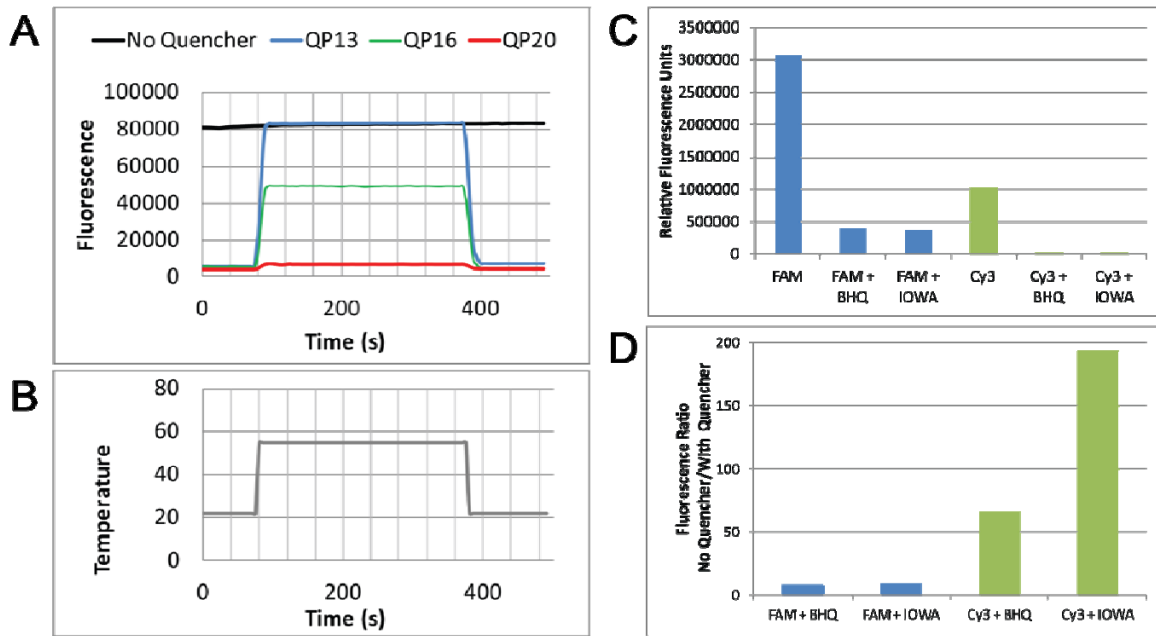 A
No Quencher QP13 QP16 QP20
100000
80000
60000
40000
20000
0
Fluorescence
0 200 400
Time (s)
B
80
60
40
20
0
Temperature
0 200 400
Time (s)
C
3500000
3000000
2500000
2000000
1500000
1000000
500000
0
Relative Fluorescence Units
FAM
FAM + BHQ
FAM + IOWA
Cy3
Cy3 + BHQ
Cy3 + IOWA
D
200
150
100
50
0
Fluorescence Ratio
No Quencher/With Quencher
FAM + BHQ FAM + IOWA Cy3 + BHQ Cy3 + IOWA